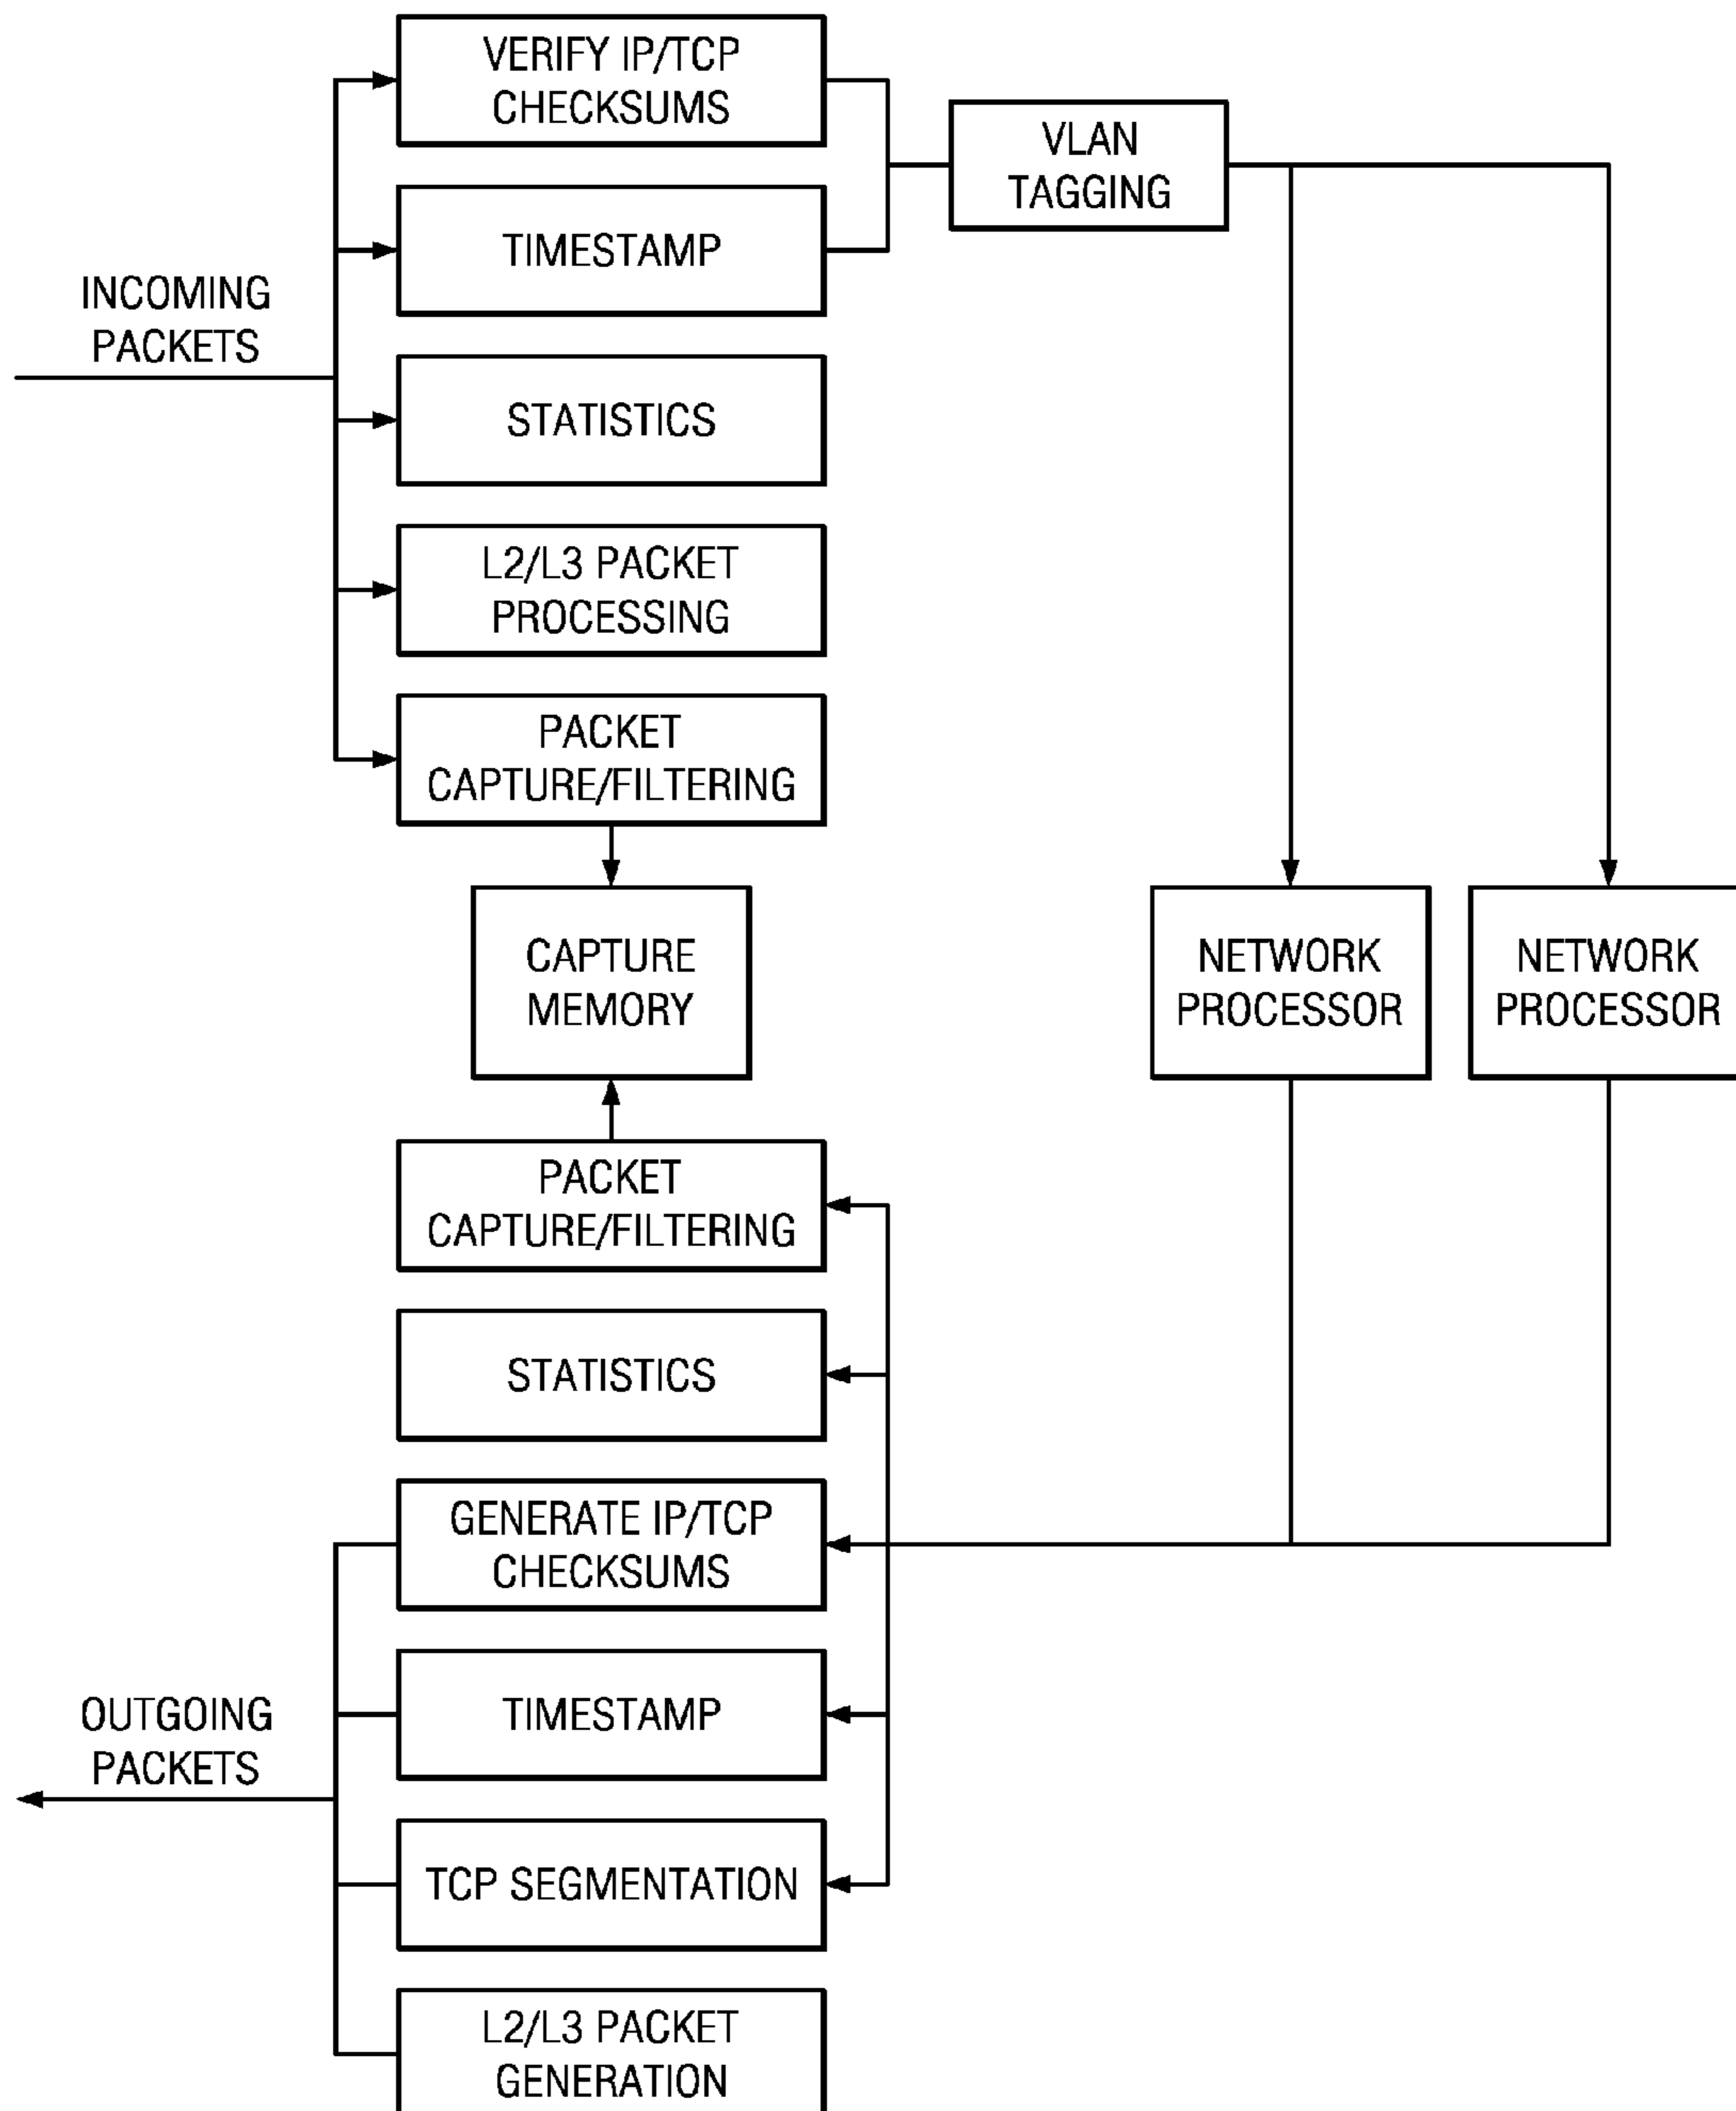 VERIFY IP/TCP
CHECKSUMS
VLAN
TAGGING
TIMESTAMP
INCOMING
PACKETS
STATISTICS
L2/L3 PACKET
PROCESSING
PACKET
CAPTURE/FILTERING
CAPTURE
MEMORY
NETWORK
PROCESSOR
NETWORK
PROCESSOR
PACKET
CAPTURE/FILTERING
STATISTICS
GENERATE IP/TCP
CHECKSUMS
TIMESTAMP
OUTGOING
PACKETS
TCP SEGMENTATION
L2/L3 PACKET
GENERATION